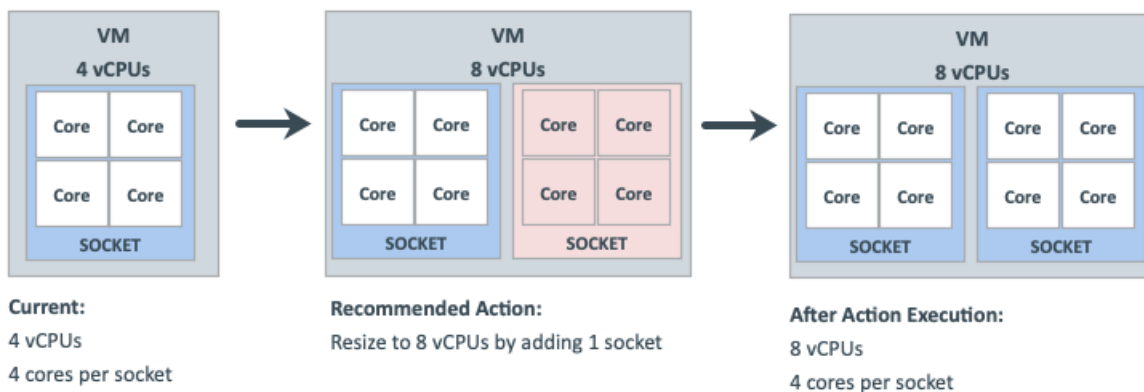 VM
4 vCPUs
Core Core
Core Core
SOCKET
Current:
4 vCPUs
4 cores per socket
VM
8 vCPUs
Core Core Core Core
Core Core Core Core
SOCKET SOCKET
Recommended Action:
Resize to 8 vCPUs by adding 1 socket
VM
8 vCPUs
Core Core Core Core
Core Core Core Core
SOCKET SOCKET
After Action Execution:
8 vCPUs
4 cores per socket